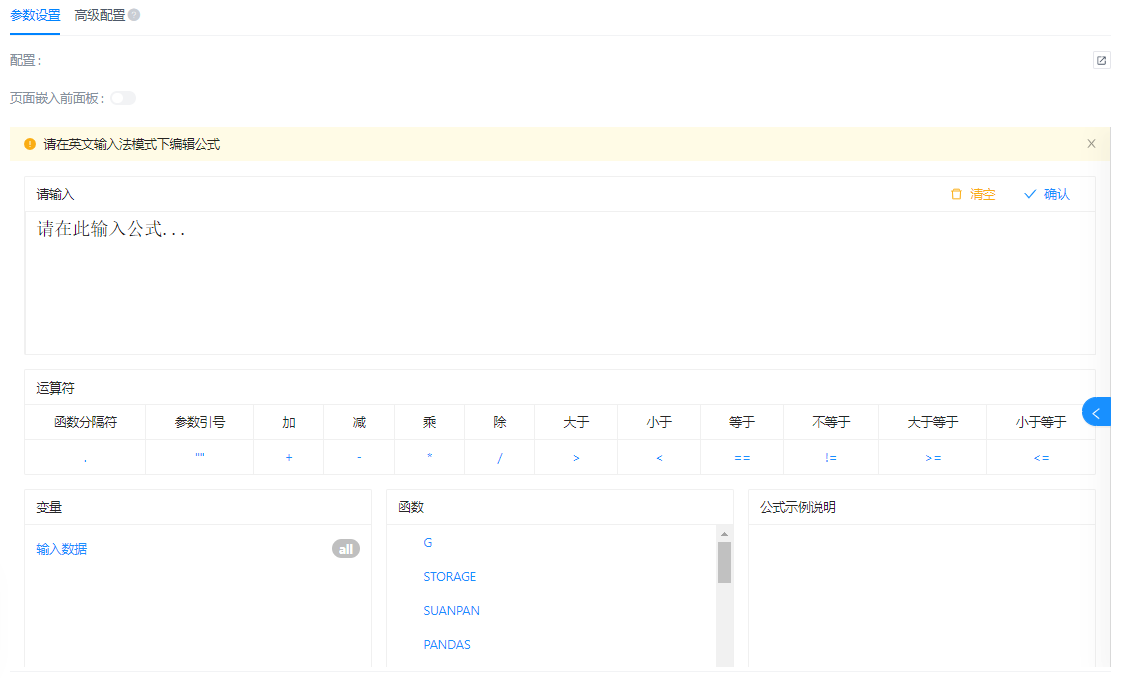 参数设置 高级配置 ?
配置:
页面嵌入前面板:
请在英文输入法模式下编辑公式
请输入 清空 确认
请在此输入公式...
运算符
函数分隔符 参数引号 加 减 乘 除 大于 小于 等于 不等于 大于等于 小于等于
. "" + - * / > < == != >= <=
变量 函数 公式示例说明
输入数据 all G
STORAGE
SUANPAN
PANDAS